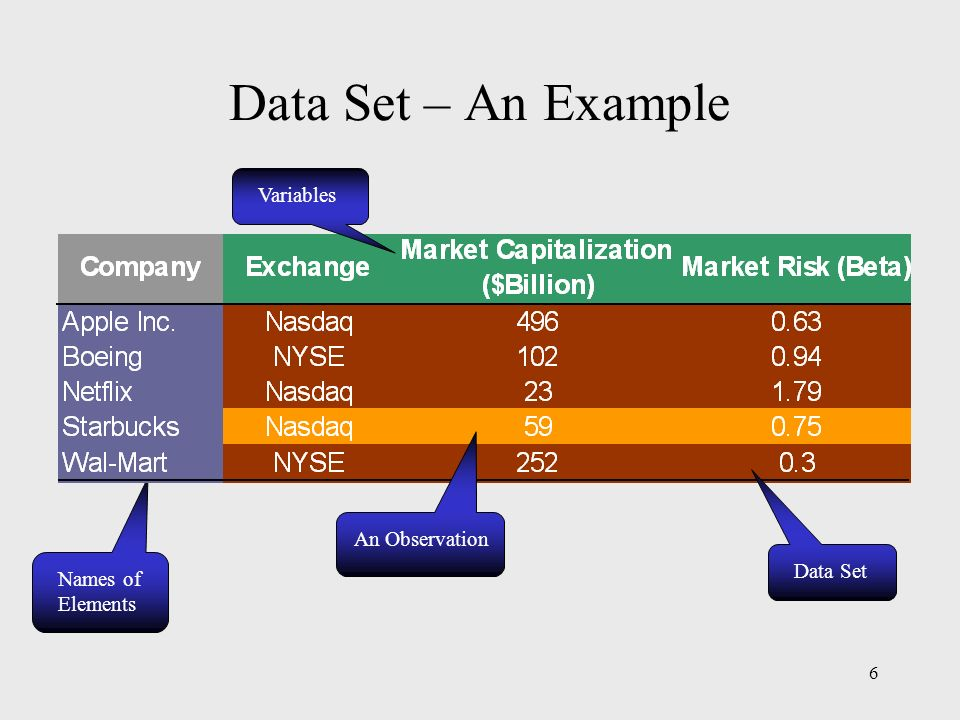 Data Set – An Example
Variables
Company Exchange Market Capitalization ($Billion) Market Risk (Beta)
Apple Inc. Nasdaq 496 0.63
Boeing NYSE 102 0.94
Netflix Nasdaq 23 1.79
Starbucks Nasdaq 59 0.75
Wal-Mart NYSE 252 0.3
An Observation
Data Set
Names of
Elements
6